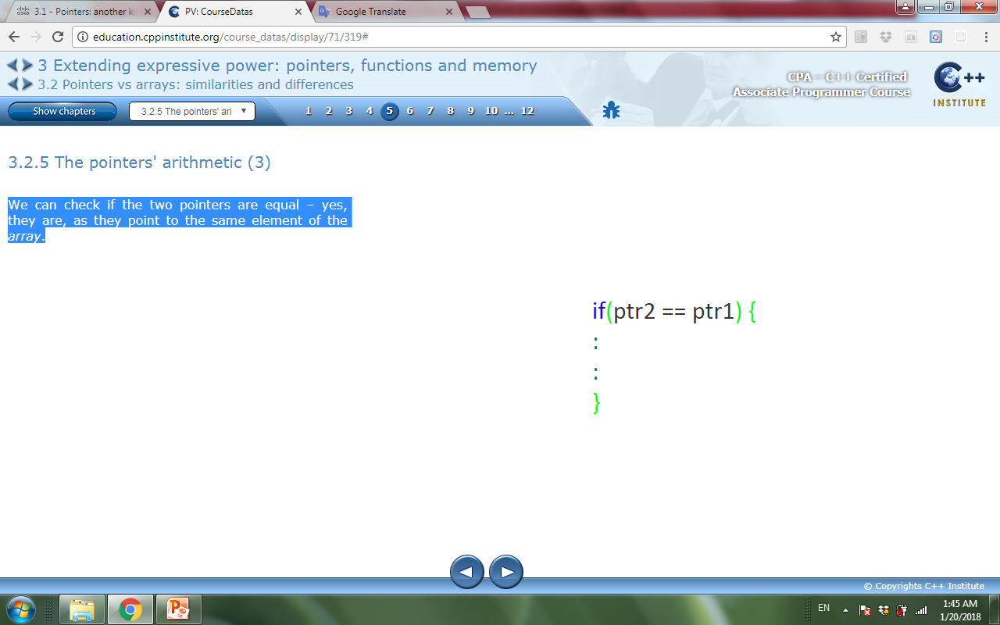 3.1 - Pointers: another ki
PV: CourseDatas
Google Translate
education.cppinstitute.org/course_datas/display/71/319#
3 Extending expressive power: pointers, functions and memory
3.2 Pointers vs arrays: similarities and differences
CPA – C++ Certified
Associate Programmer Course
C++
INSTITUTE
Show chapters
3.2.5 The pointers' ari
1 2 3 4 5 6 7 8 9 10 ... 12
3.2.5 The pointers' arithmetic (3)
We can check if the two pointers are equal – yes,
they are, as they point to the same element of the
array.
if(ptr2 == ptr1) {
:
:
}
© Copyrights C++ Institute
EN
1:45 AM
1/20/2018